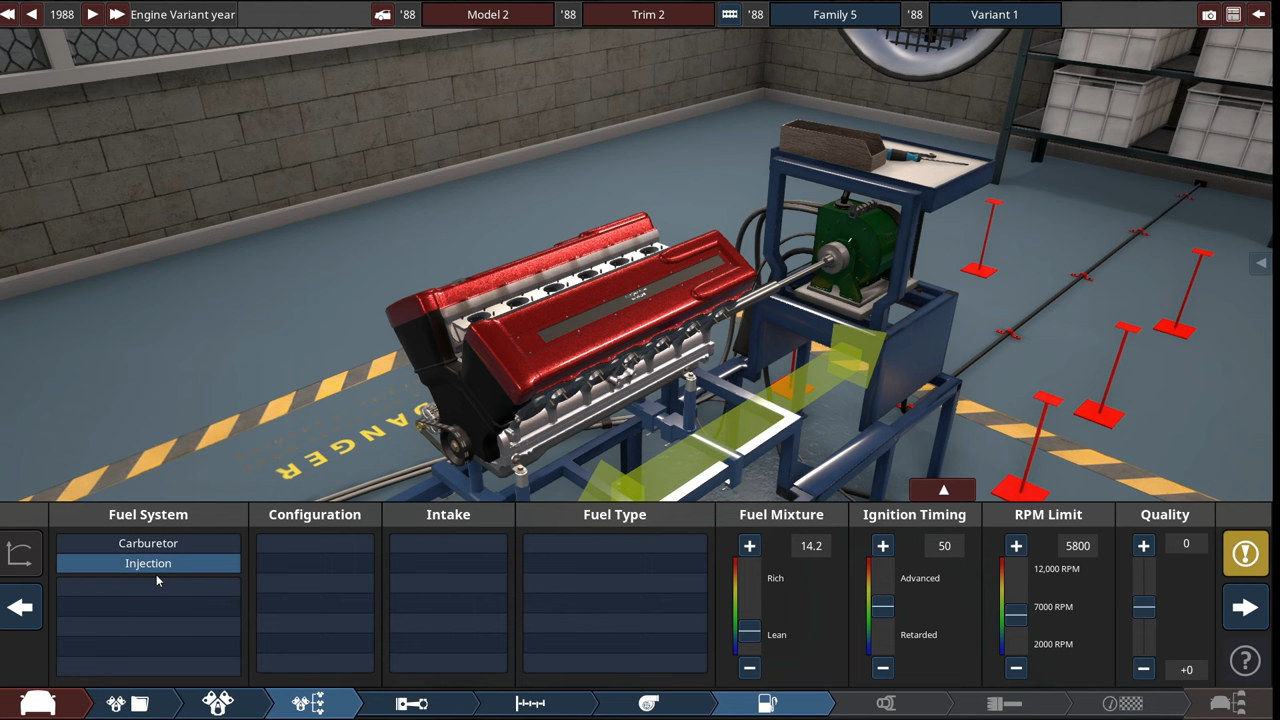 1988 Engine Variant year '88 Model 2 '88 Trim 2 '88 Family 5 '88 Variant 1
DANGER
Fuel System Configuration Intake Fuel Type Fuel Mixture Ignition Timing RPM Limit Quality
Carburetor
Injection
14.2
Rich
Lean
50
Advanced
Retarded
5800
12,000 RPM
7000 RPM
2000 RPM
0
+0